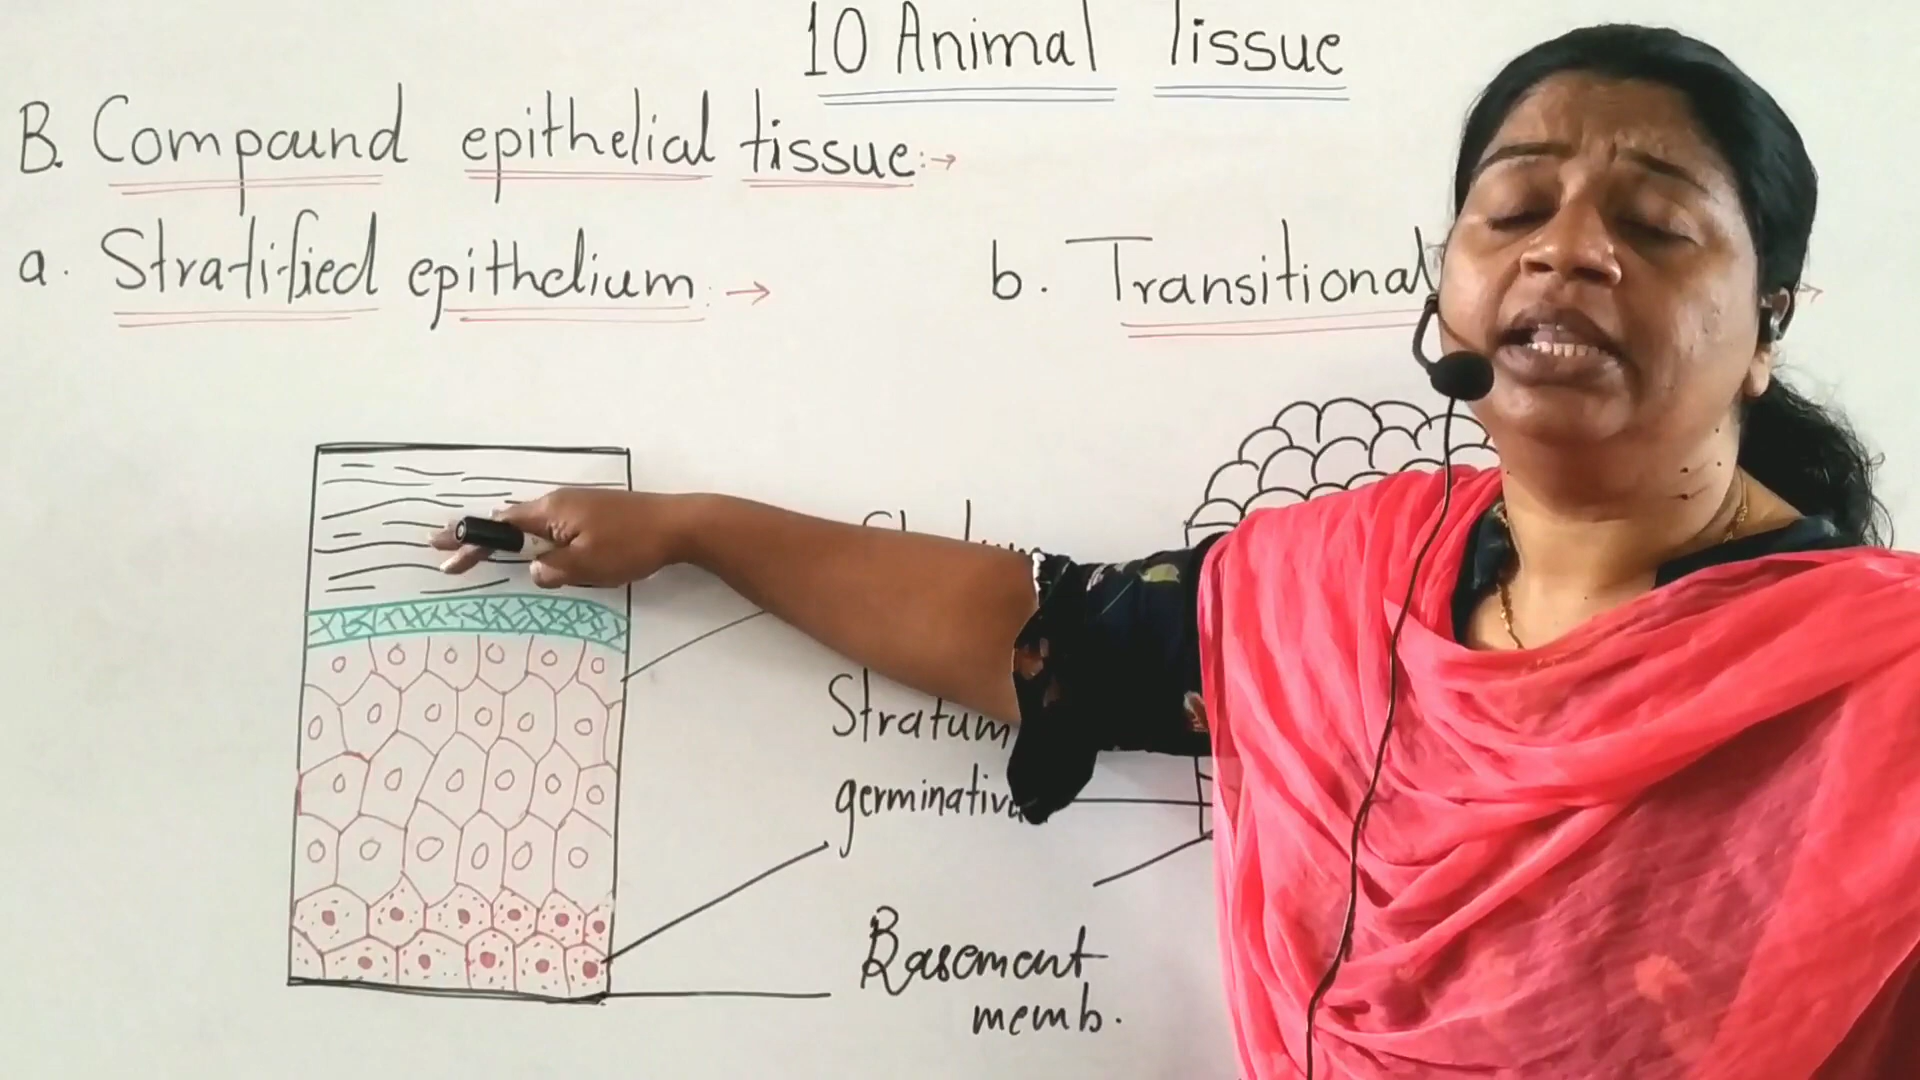 10 Animal Tissue
B. Compound epithelial tissue:→
a. Stratified epithelium:→
b. Transitional
Stratum
germinativ
Basement
memb.